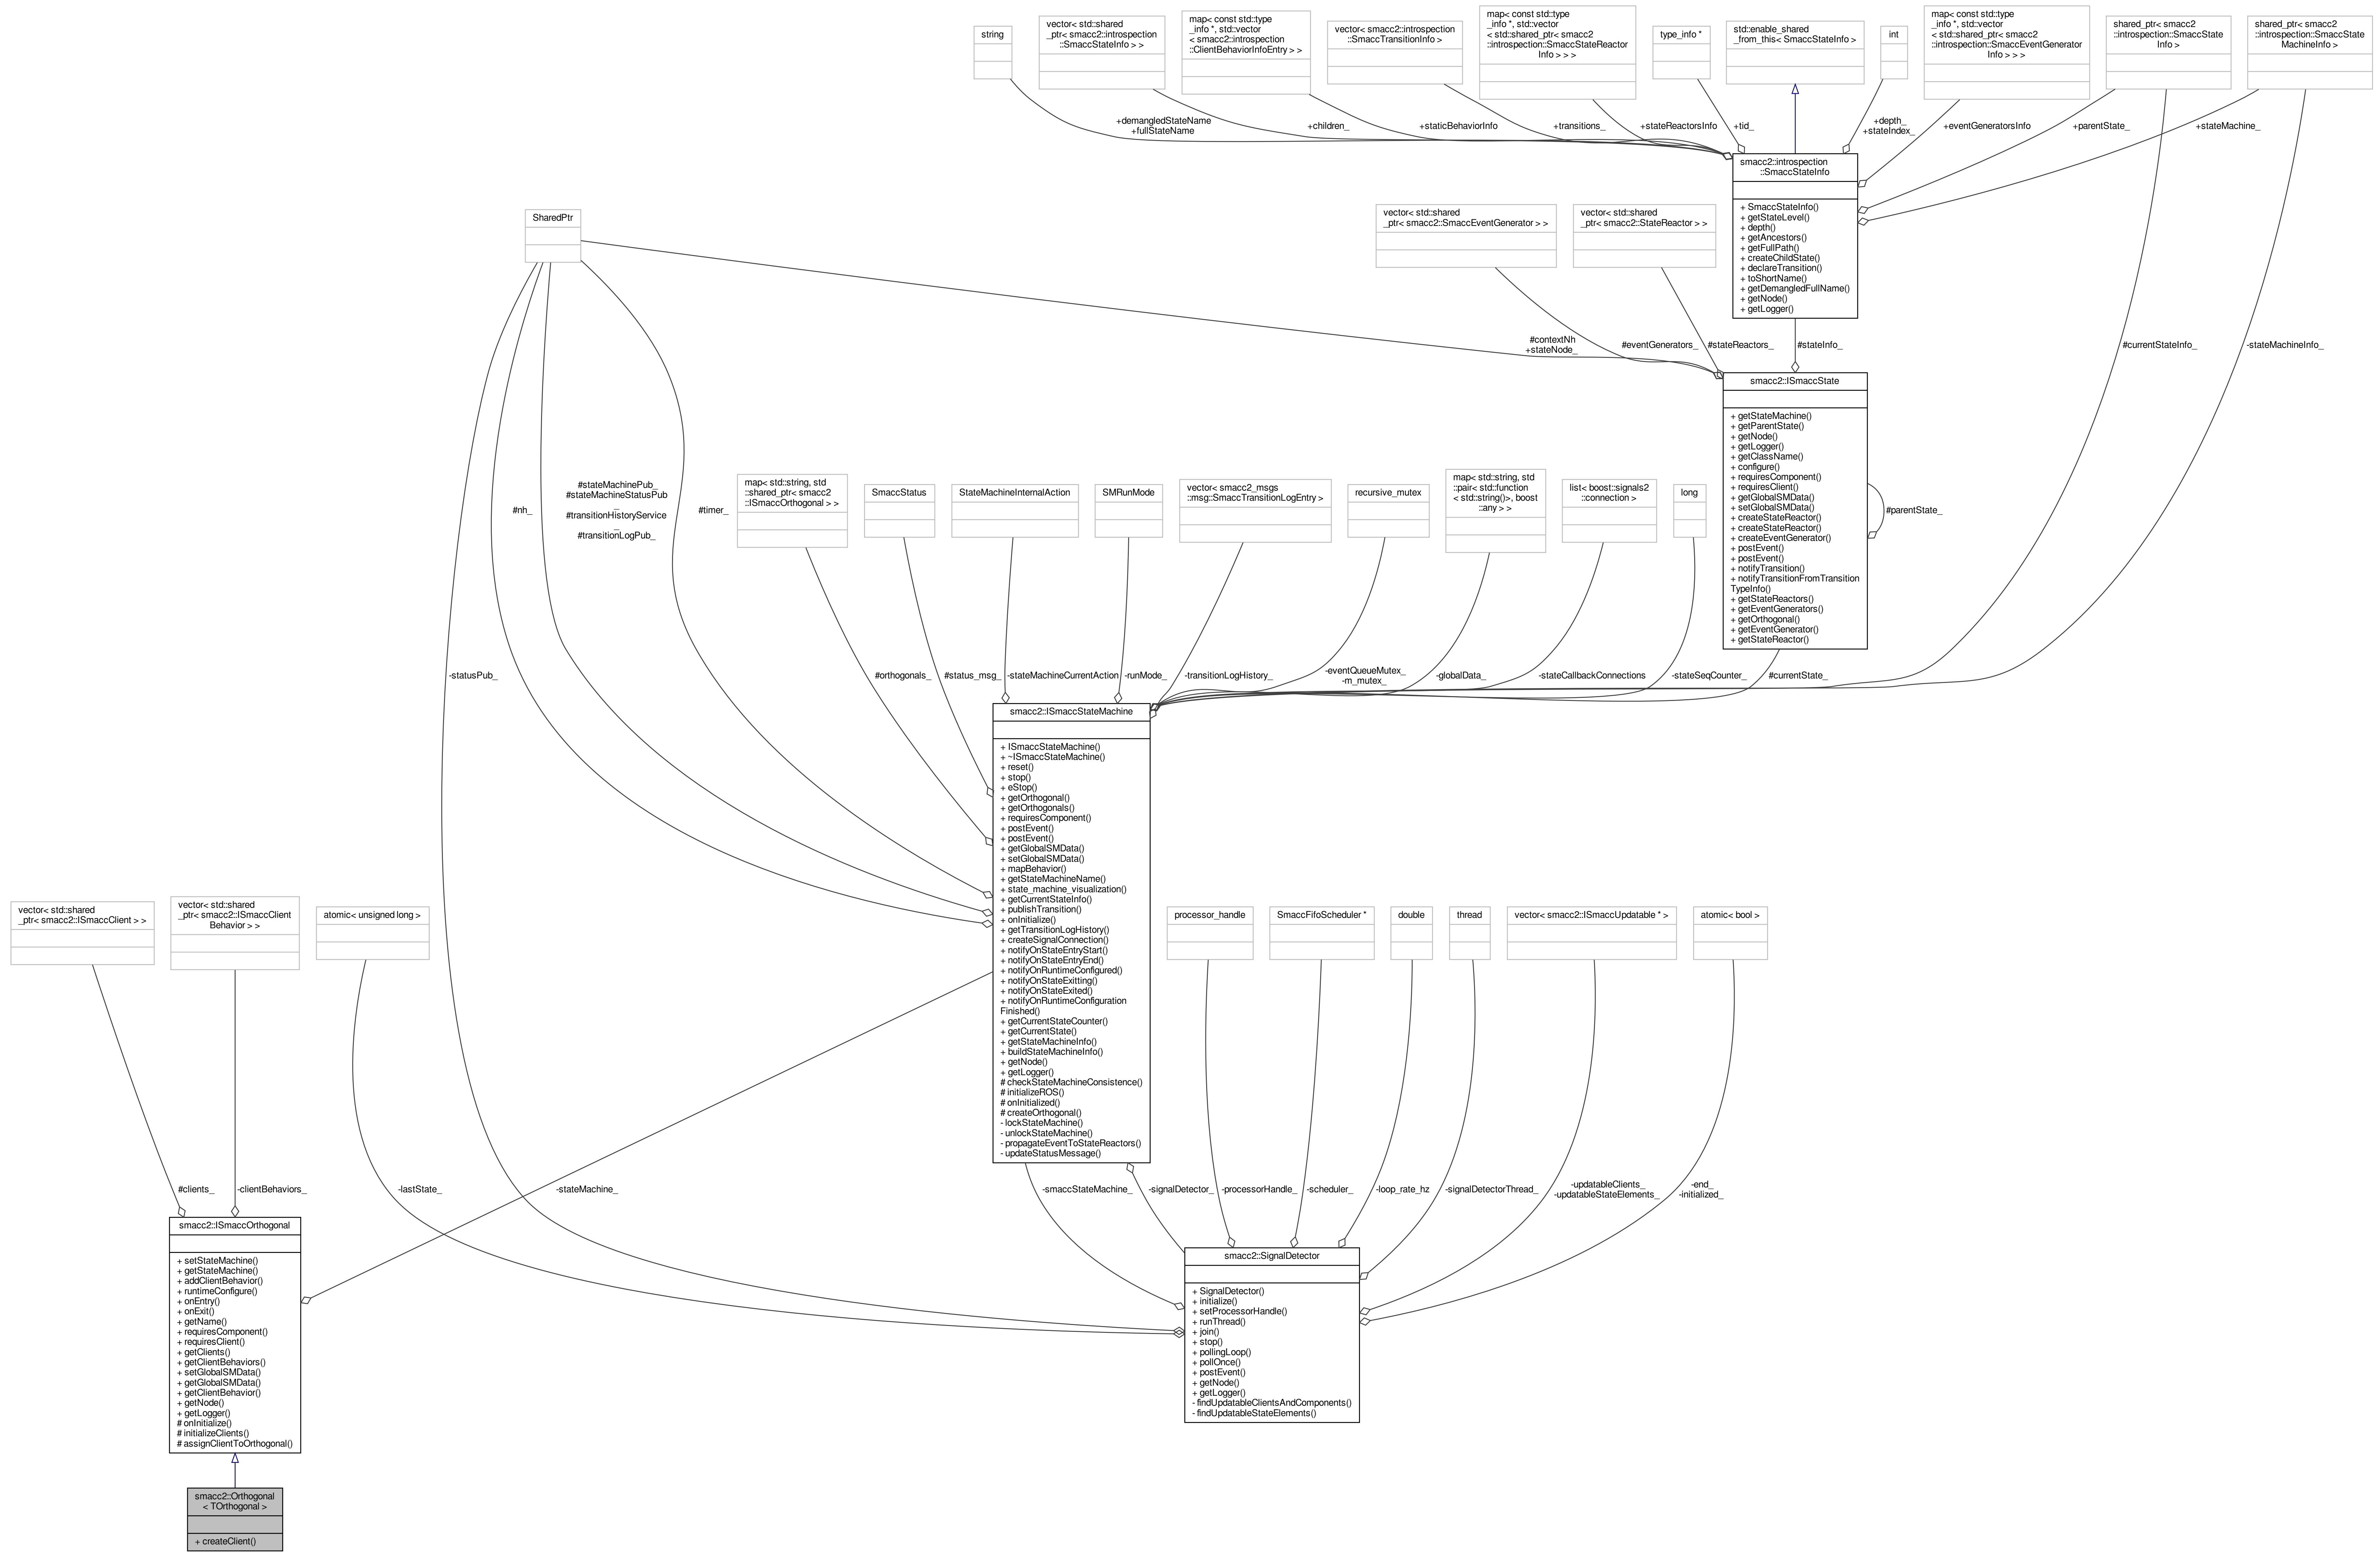 string
vector< std::shared
_ptr< smacc2::introspection
::SmaccStateInfo > >
map< const std::type
_info *, std::vector
< smacc2::introspection
::ClientBehaviorInfoEntry > >
vector< smacc2::introspection
::SmaccTransitionInfo >
map< const std::type
_info *, std::vector
< std::shared_ptr< smacc2
::introspection::SmaccStateReactor
Info > > >
type_info *
std::enable_shared
_from_this< SmaccStateInfo >
int
map< const std::type
_info *, std::vector
< std::shared_ptr< smacc2
::introspection::SmaccEventGenerator
Info > > >
shared_ptr< smacc2
::introspection::SmaccState
Info >
shared_ptr< smacc2
::introspection::SmaccState
MachineInfo >
+demangledStateName
+fullStateName
+children_
+staticBehaviorInfo
+transitions_
+stateReactorsInfo
+tid_
+depth_
+stateIndex_
+eventGeneratorsInfo
+parentState_
+stateMachine_
smacc2::introspection
::SmaccStateInfo
+ SmaccStateInfo()
+ getStateLevel()
+ depth()
+ getAncestors()
+ getFullPath()
+ createChildState()
+ declareTransition()
+ toShortName()
+ getDemangledFullName()
+ getNode()
+ getLogger()
SharedPtr
vector< std::shared
_ptr< smacc2::SmaccEventGenerator > >
vector< std::shared
_ptr< smacc2::StateReactor > >
#contextNh
+stateNode_
#eventGenerators_
#stateReactors_
#stateInfo_
#currentStateInfo_
-stateMachineInfo_
smacc2::ISmaccState
+ getStateMachine()
+ getParentState()
+ getNode()
+ getLogger()
+ getClassName()
+ configure()
+ requiresComponent()
+ requiresClient()
+ getGlobalSMData()
+ setGlobalSMData()
+ createStateReactor()
+ createStateReactor()
+ createEventGenerator()
+ postEvent()
+ postEvent()
+ notifyTransition()
+ notifyTransitionFromTransition
TypeInfo()
+ getStateReactors()
+ getEventGenerators()
+ getOrthogonal()
+ getEventGenerator()
+ getStateReactor()
#parentState_
#nh_
#stateMachinePub_
#stateMachineStatusPub
_
#transitionHistoryService
_
#transitionLogPub_
#timer_
map< std::string, std
::shared_ptr< smacc2
::ISmaccOrthogonal > >
SmaccStatus
StateMachineInternalAction
SMRunMode
vector< smacc2_msgs
::msg::SmaccTransitionLogEntry >
recursive_mutex
map< std::string, std
::pair< std::function
< std::string()>, boost
::any > >
list< boost::signals2
::connection >
long
-statusPub_
#orthogonals_
#status_msg_
-stateMachineCurrentAction
-runMode_
-transitionLogHistory_
-eventQueueMutex_
-m_mutex_
-globalData_
-stateCallbackConnections
-stateSeqCounter_
#currentState_
smacc2::ISmaccStateMachine
+ ISmaccStateMachine()
+ ~ISmaccStateMachine()
+ reset()
+ stop()
+ eStop()
+ getOrthogonal()
+ getOrthogonals()
+ requiresComponent()
+ postEvent()
+ postEvent()
+ getGlobalSMData()
+ setGlobalSMData()
+ mapBehavior()
+ getStateMachineName()
+ state_machine_visualization()
+ getCurrentStateInfo()
+ publishTransition()
+ onInitialize()
+ getTransitionLogHistory()
+ createSignalConnection()
+ notifyOnStateEntryStart()
+ notifyOnStateEntryEnd()
+ notifyOnRuntimeConfigured()
+ notifyOnStateExitting()
+ notifyOnStateExited()
+ notifyOnRuntimeConfiguration
Finished()
+ getCurrentStateCounter()
+ getCurrentState()
+ getStateMachineInfo()
+ buildStateMachineInfo()
+ getNode()
+ getLogger()
# checkStateMachineConsistence()
# initializeROS()
# onInitialized()
# createOrthogonal()
- lockStateMachine()
- unlockStateMachine()
- propagateEventToStateReactors()
- updateStatusMessage()
vector< std::shared
_ptr< smacc2::ISmaccClient > >
vector< std::shared
_ptr< smacc2::ISmaccClient
Behavior > >
atomic< unsigned long >
processor_handle
SmaccFifoScheduler *
double
thread
vector< smacc2::ISmaccUpdatable * >
atomic< bool >
#clients_
-clientBehaviors_
-lastState_
-stateMachine_
-smaccStateMachine_
-signalDetector_
-processorHandle_
-scheduler_
-loop_rate_hz
-signalDetectorThread_
-updatableClients_
-updatableStateElements_
-end_
-initialized_
smacc2::ISmaccOrthogonal
+ setStateMachine()
+ getStateMachine()
+ addClientBehavior()
+ runtimeConfigure()
+ onEntry()
+ onExit()
+ getName()
+ requiresComponent()
+ requiresClient()
+ getClients()
+ getClientBehaviors()
+ setGlobalSMData()
+ getGlobalSMData()
+ getClientBehavior()
+ getNode()
+ getLogger()
# onInitialize()
# initializeClients()
# assignClientToOrthogonal()
smacc2::SignalDetector
+ SignalDetector()
+ initialize()
+ setProcessorHandle()
+ runThread()
+ join()
+ stop()
+ pollingLoop()
+ pollOnce()
+ postEvent()
+ getNode()
+ getLogger()
- findUpdatableClientsAndComponents()
- findUpdatableStateElements()
smacc2::Orthogonal
< TOrthogonal >
+ createClient()